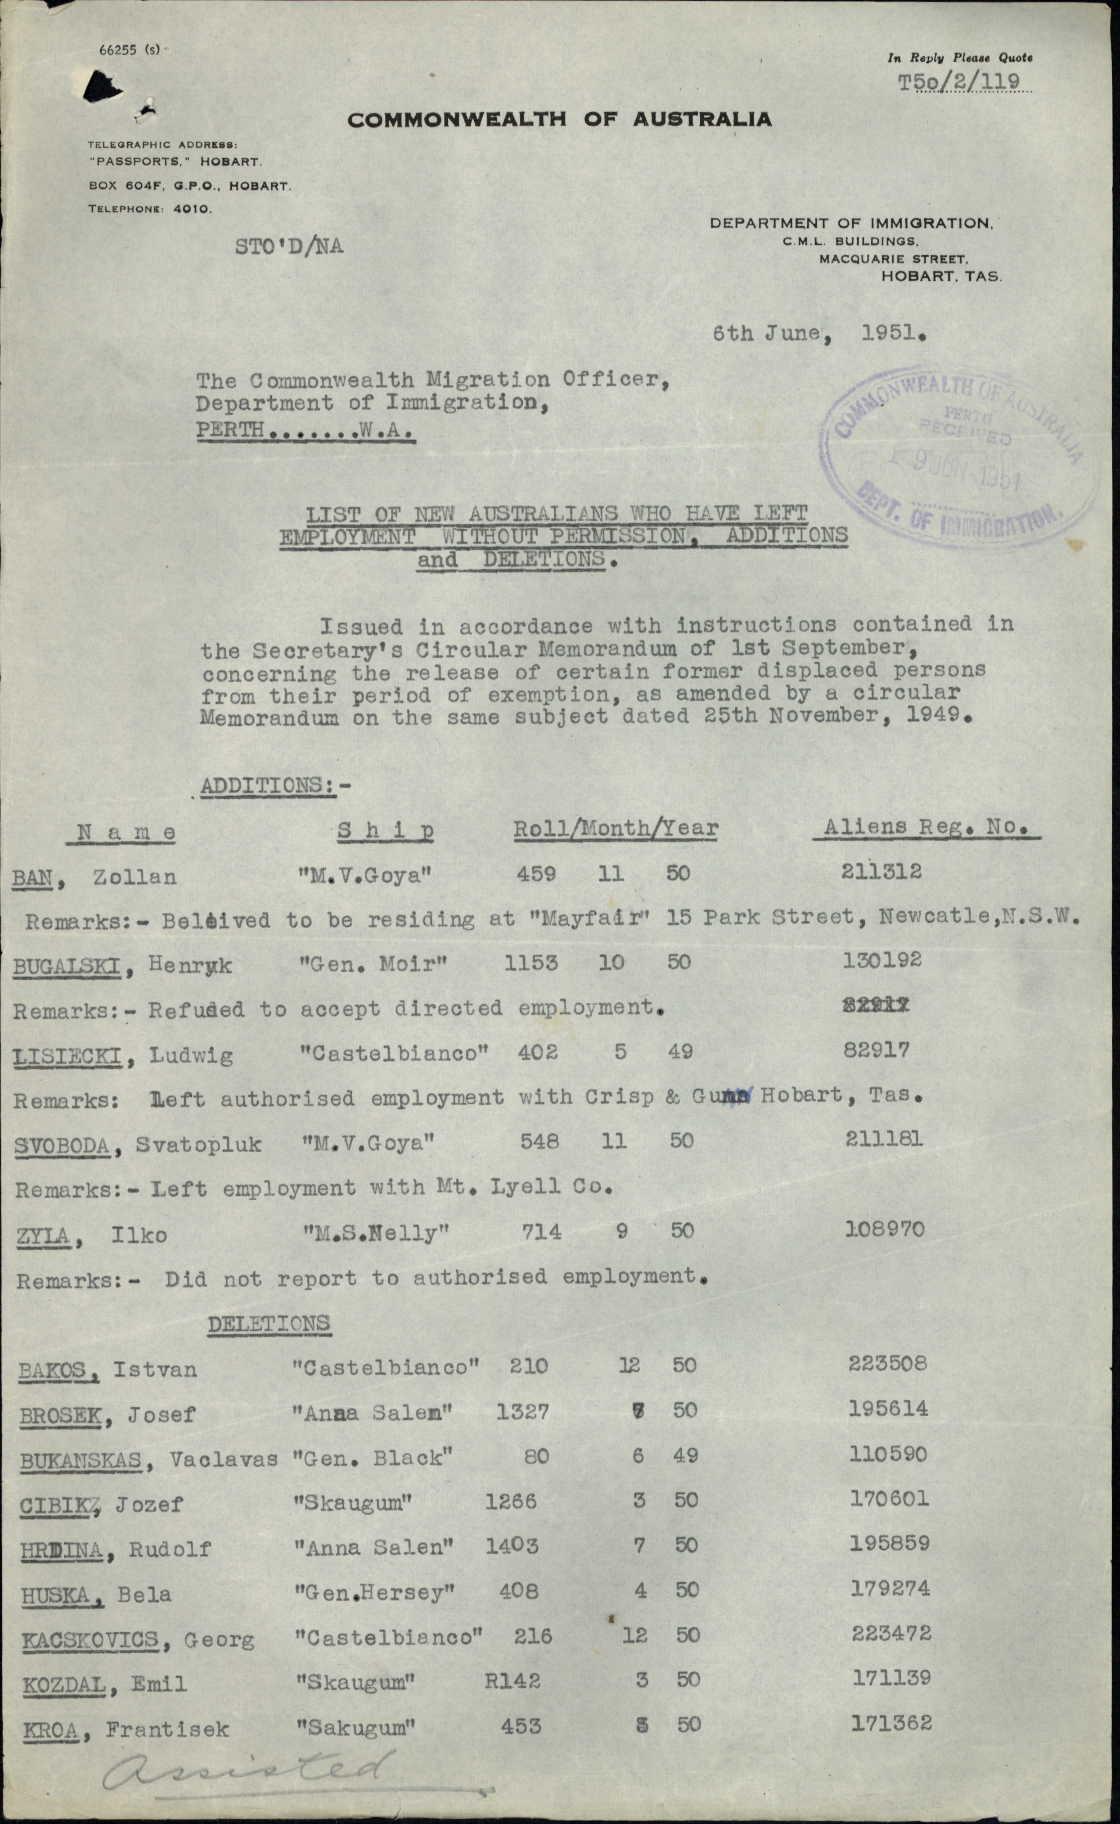 66255 (s)
In Reply Please Quote
T50/2/119
COMMONWEALTH OF AUSTRALIA
TELEGRAPHIC ADDRESS:
"PASSPORTS," HOBART.
BOX 604F, G.P.O., HOBART.
TELEPHONE: 4010.
STO'D/NA
DEPARTMENT OF IMMIGRATION,
C.M.L. BUILDINGS,
MACQUARIE STREET,
HOBART, TAS.
6th June, 1951.
The Commonwealth Migration Officer,
Department of Immigration,
PERTH.......W.A.
COMMONWEALTH OF AUSTRALIA
PERTH
RECEIVED
JUN 1951
DEPT. OF IMMIGRATION.
LIST OF NEW AUSTRALIANS WHO HAVE LEFT
EMPLOYMENT WITHOUT PERMISSION, ADDITIONS
and DELETIONS.
Issued in accordance with instructions contained in
the Secretary's Circular Memorandum of 1st September,
concerning the release of certain former displaced persons
from their period of exemption, as amended by a circular
Memorandum on the same subject dated 25th November, 1949.
ADDITIONS:-
N a m e S h i p Roll/Month/Year Aliens Reg. No.
BAN, Zollan "M.V.Goya" 459 11 50 211312
Remarks:- Beleived to be residing at "Mayfair" 15 Park Street, Newcatle,N.S.W.
BUGALSKI, Henryk "Gen. Moir" 1153 10 50 130192
Remarks:- Refused to accept directed employment. 82917
LISIECKI, Ludwig "Castelbianco" 402 5 49 82917
Remarks: Left authorised employment with Crisp & Gunn Hobart, Tas.
SVOBODA, Svatopluk "M.V.Goya" 548 11 50 211181
Remarks:- Left employment with Mt. Lyell Co.
ZYLA, Ilko "M.S.Nelly" 714 9 50 108970
Remarks:- Did not report to authorised employment.
DELETIONS
BAKOS, Istvan "Castelbianco" 210 12 50 223508
BROSEK, Josef "Anna Salen" 1327 7 50 195614
BUKANSKAS, Vaclavas "Gen. Black" 80 6 49 110590
CIBIK, Jozef "Skaugum" 1266 3 50 170601
HRDINA, Rudolf "Anna Salen" 1403 7 50 195859
HUSKA, Bela "Gen.Hersey" 408 4 50 179274
KACSKOVICS, Georg "Castelbianco" 216 12 50 223472
KOZDAL, Emil "Skaugum" R142 3 50 171139
KROA, Frantisek "Sakugum" 453 3 50 171362
Assisted